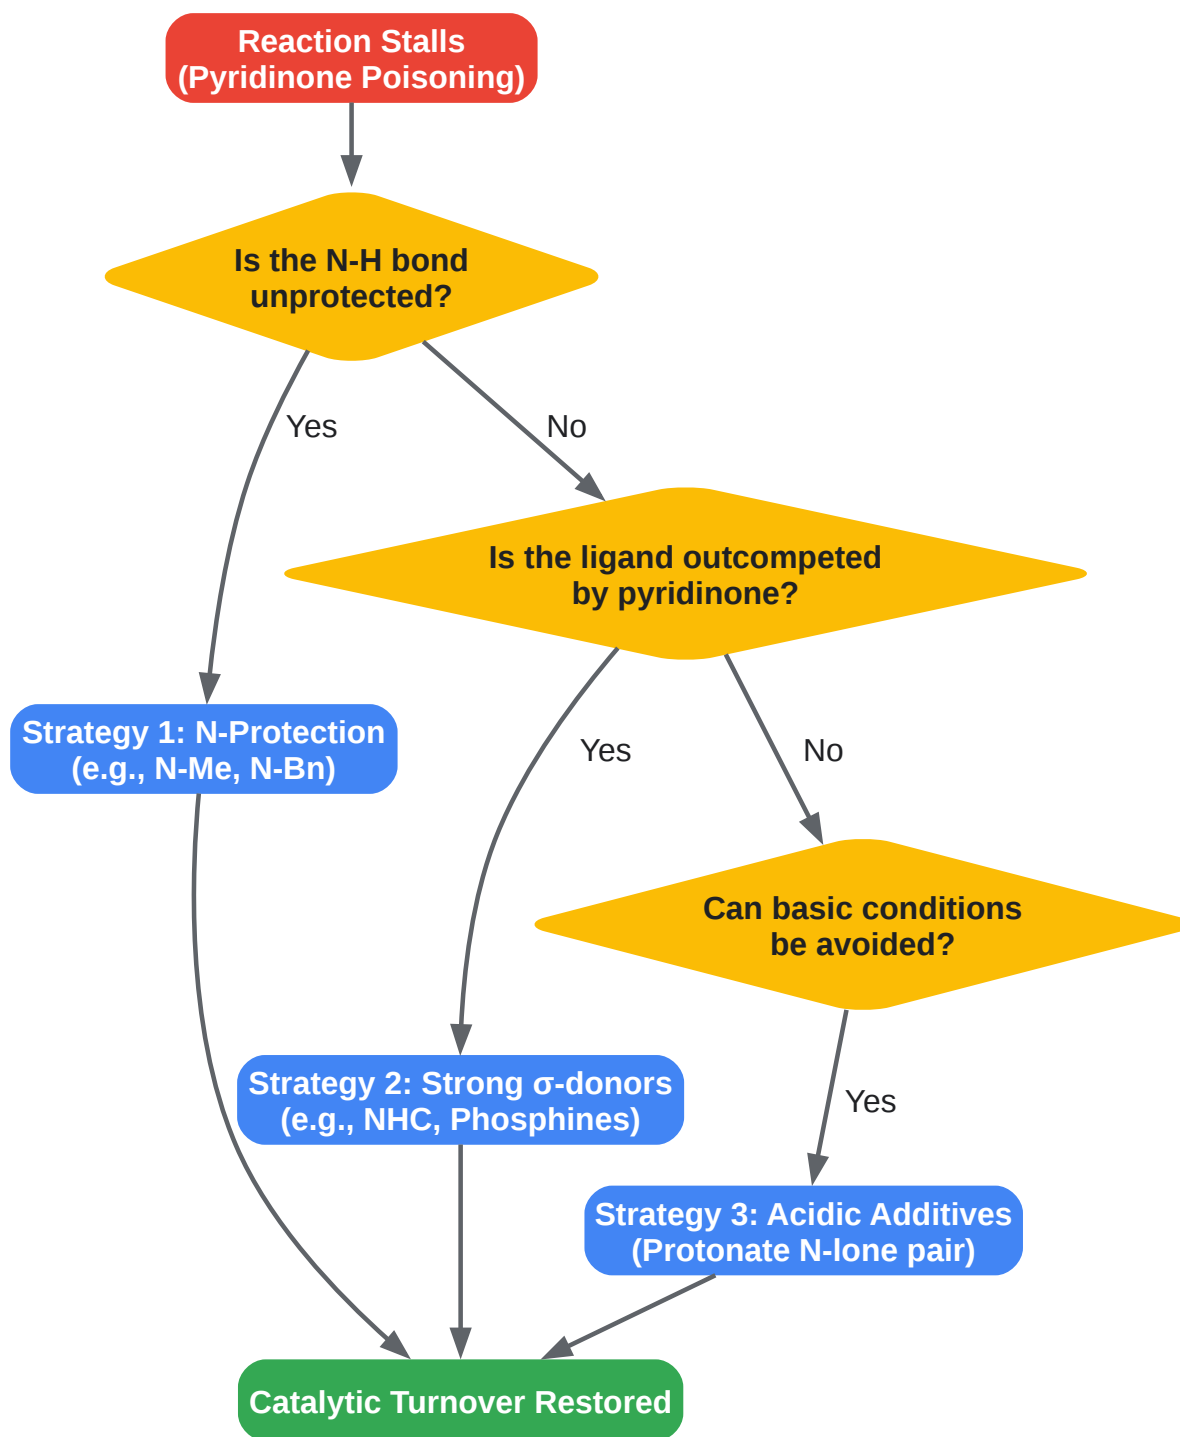 Reaction Stalls
(Pyridinone Poisoning)
Is the N-H bond
unprotected?
Yes
No
Is the ligand outcompeted
by pyridinone?
Strategy 1: N-Protection
(e.g., N-Me, N-Bn)
Yes
No
Can basic conditions
be avoided?
Strategy 2: Strong σ-donors
(e.g., NHC, Phosphines)
Yes
Strategy 3: Acidic Additives
(Protonate N-lone pair)
Catalytic Turnover Restored